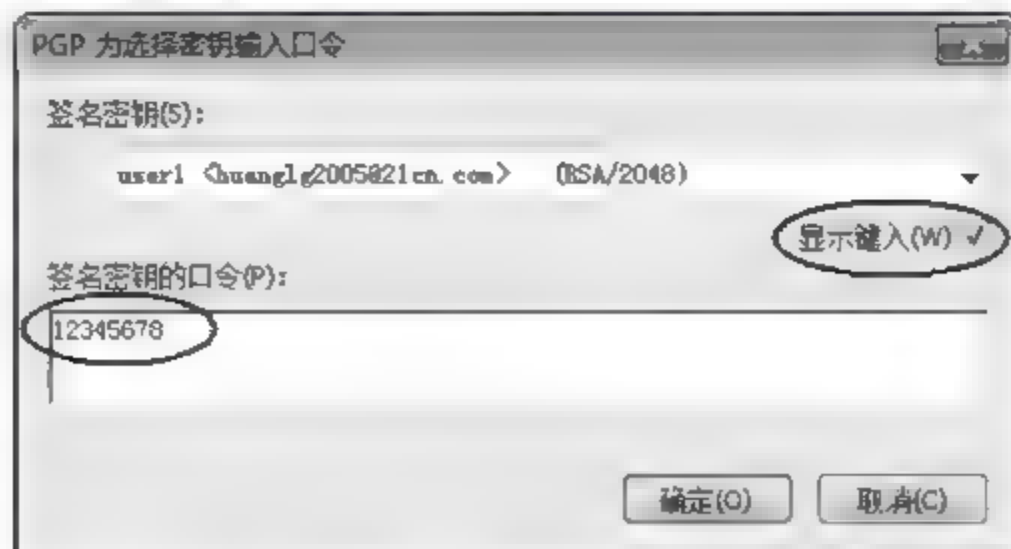 PGP 为选择密钥输入口令
签名密钥(S):
user1 <huanglg2005@21cn.com> (RSA/2048)
显示键入(W) ✓
签名密钥的口令(P):
12345678
确定(O)
取消(C)